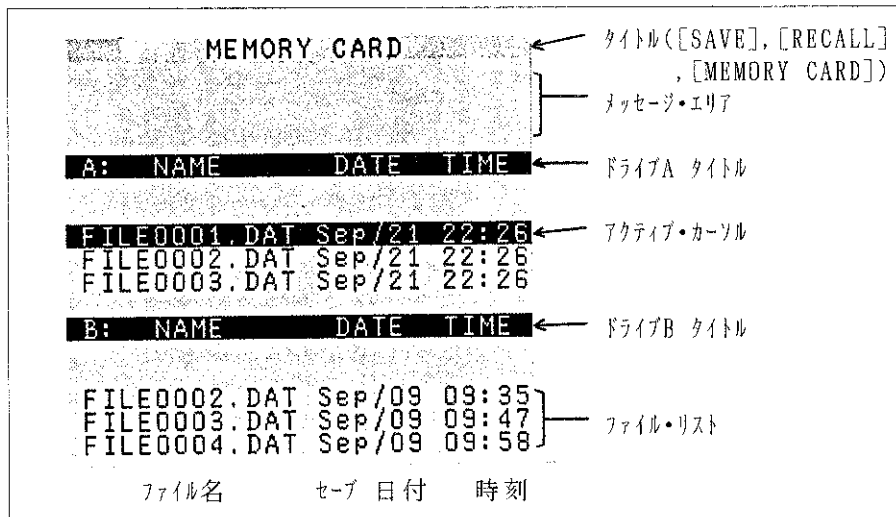 MEMORY CARD
タイトル([SAVE],[RECALL]
,[MEMORY CARD])
メッセージ・エリア
A: NAME DATE TIME
ドライブA タイトル
FILE0001.DAT Sep/21 22:26
アクティブ・カーソル
FILE0002.DAT Sep/21 22:26
FILE0003.DAT Sep/21 22:26
B: NAME DATE TIME
ドライブB タイトル
FILE0002.DAT Sep/09 09:35
FILE0003.DAT Sep/09 09:47
ファイル・リスト
FILE0004.DAT Sep/09 09:58
ファイル名 セーブ 日付 時刻